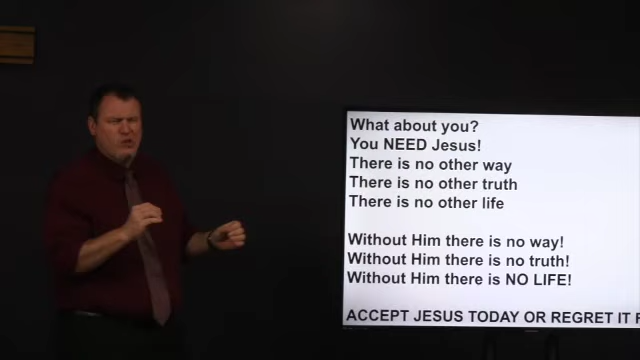 What about you?
You NEED Jesus!
There is no other way
There is no other truth
There is no other life
Without Him there is no way!
Without Him there is no truth!
Without Him there is NO LIFE!
ACCEPT JESUS TODAY OR REGRET IT